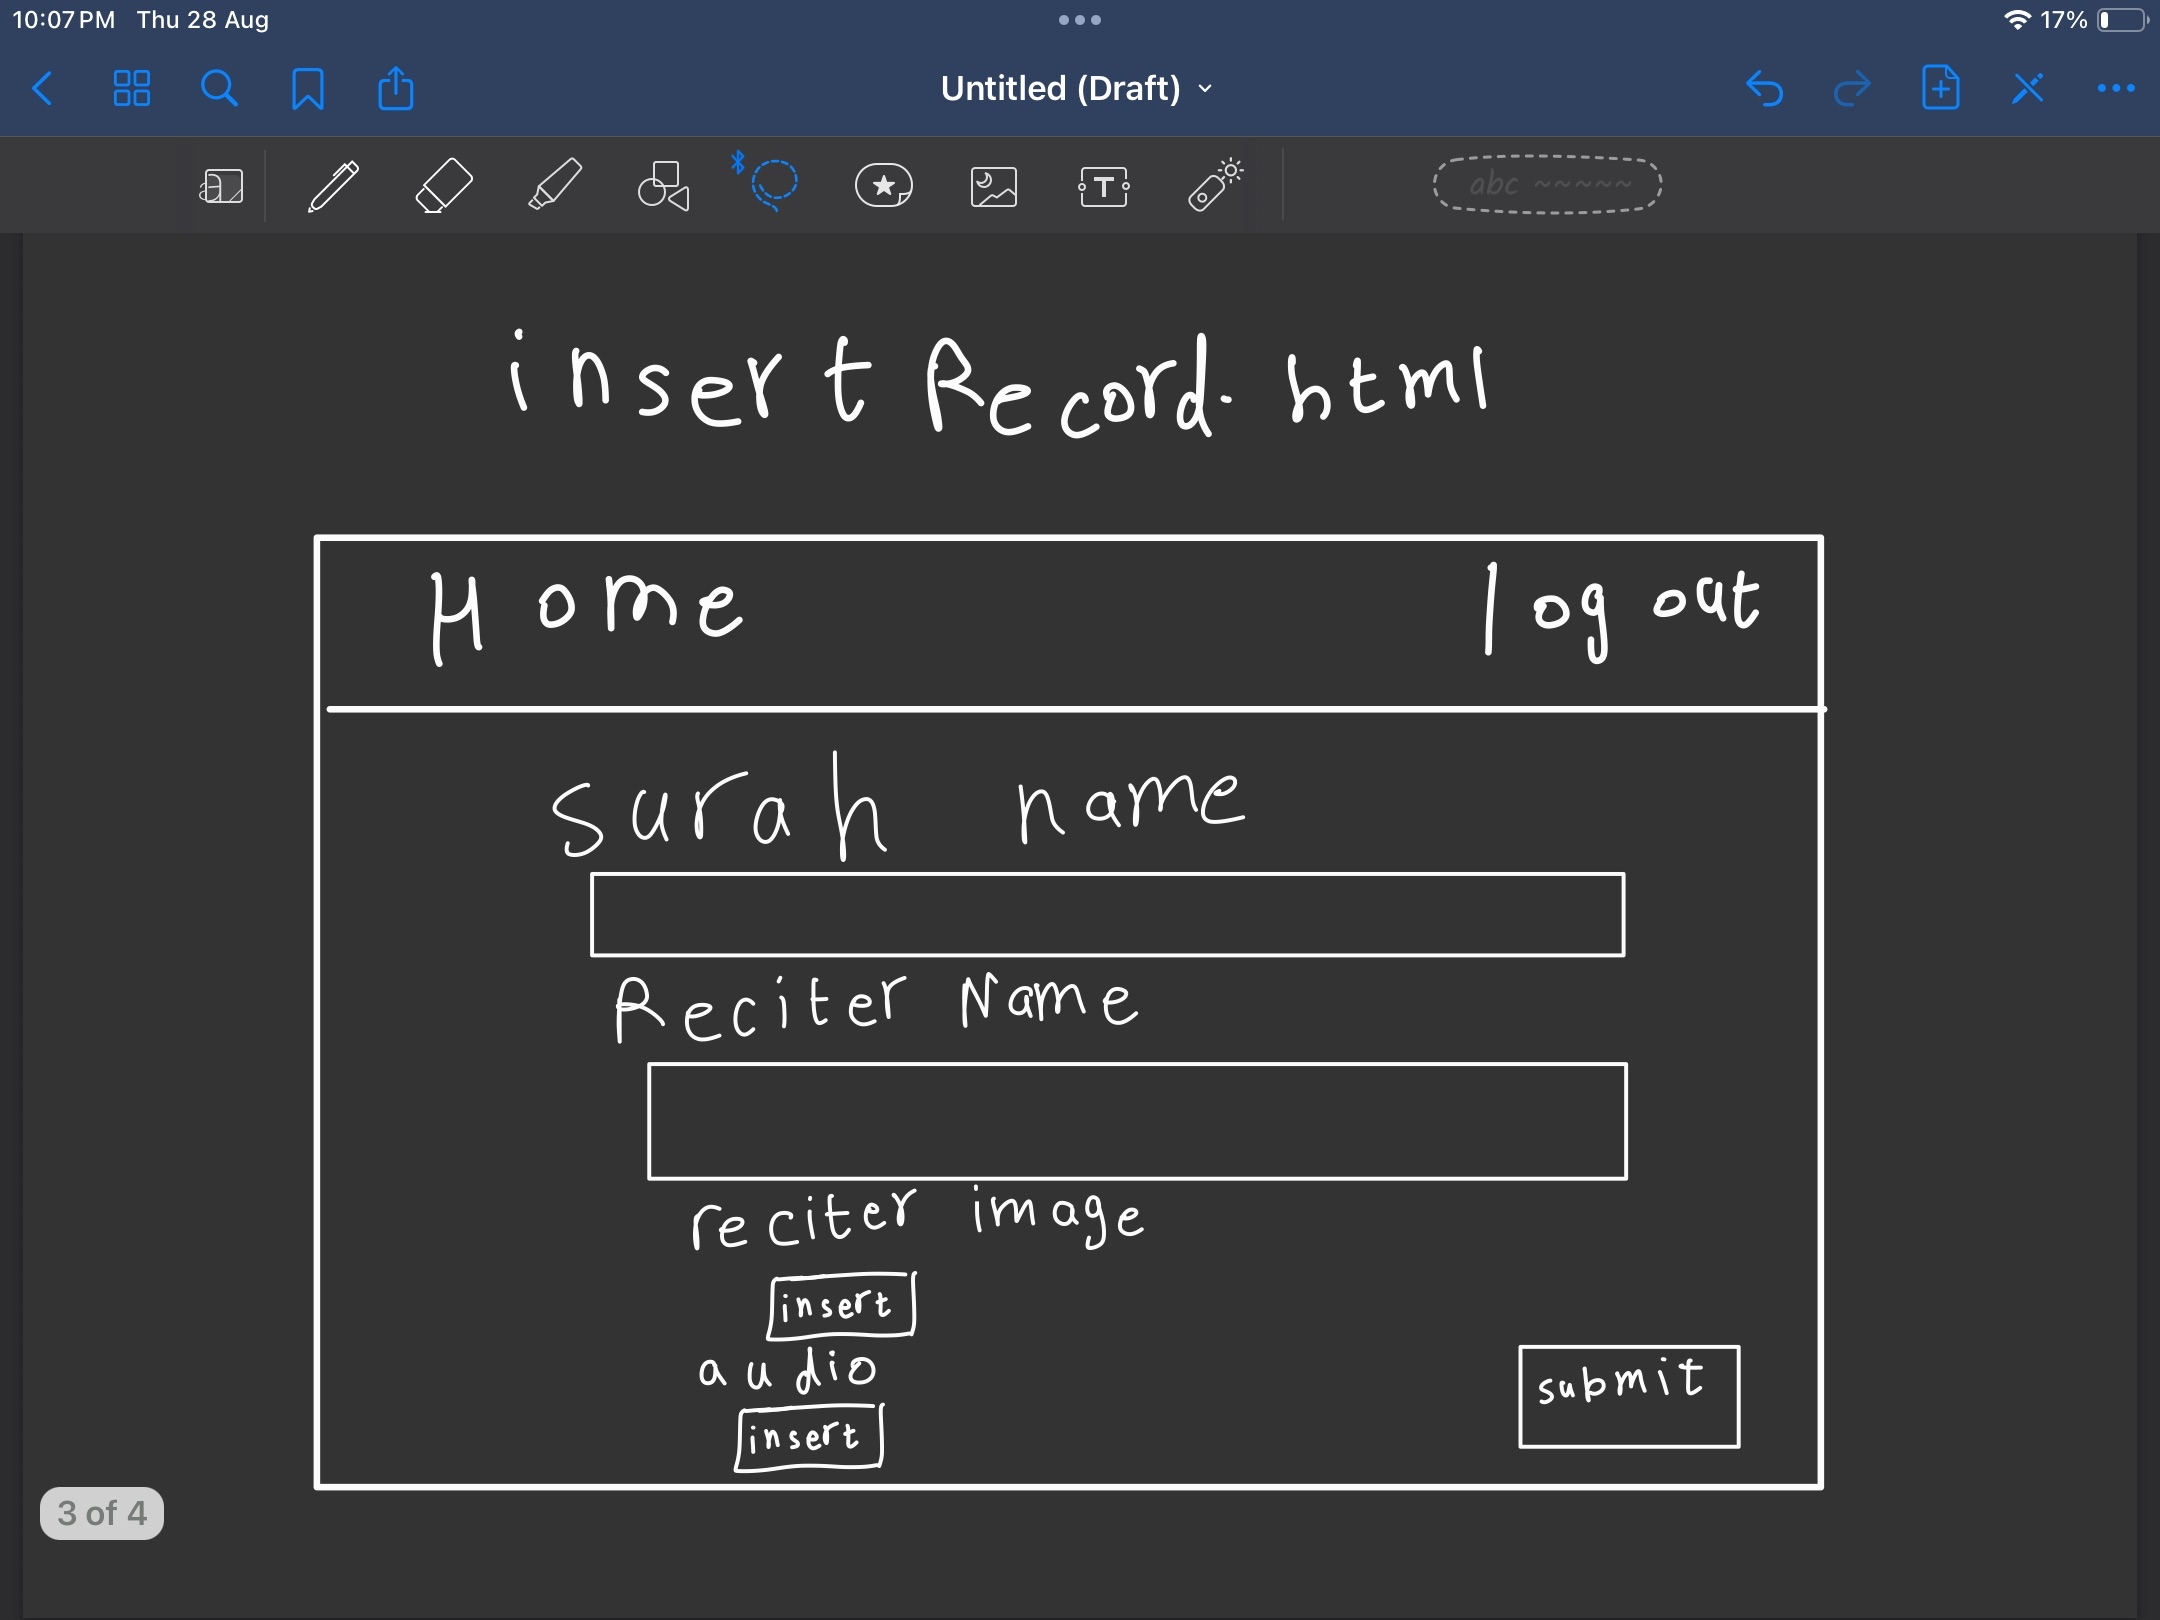 10:07 PM Thu 28 Aug 17%
Untitled (Draft)
abc
insert Record.html
Home log out
surah name
Reciter Name
reciter image
insert
audio
insert
submit
3 of 4